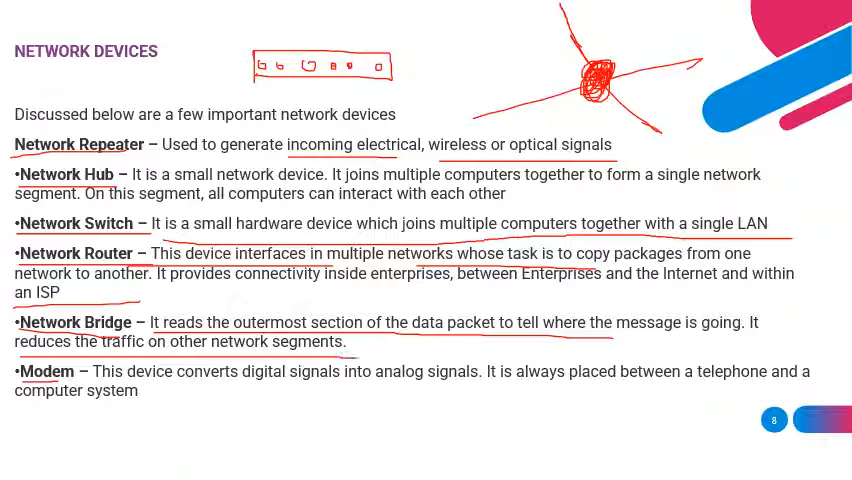 NETWORK DEVICES
Discussed below are a few important network devices
Network Repeater – Used to generate incoming electrical, wireless or optical signals
•Network Hub – It is a small network device. It joins multiple computers together to form a single network
segment. On this segment, all computers can interact with each other
•Network Switch – It is a small hardware device which joins multiple computers together with a single LAN
•Network Router – This device interfaces in multiple networks whose task is to copy packages from one
network to another. It provides connectivity inside enterprises, between Enterprises and the Internet and within
an ISP
•Network Bridge – It reads the outermost section of the data packet to tell where the message is going. It
reduces the traffic on other network segments.
•Modem – This device converts digital signals into analog signals. It is always placed between a telephone and a
computer system
8